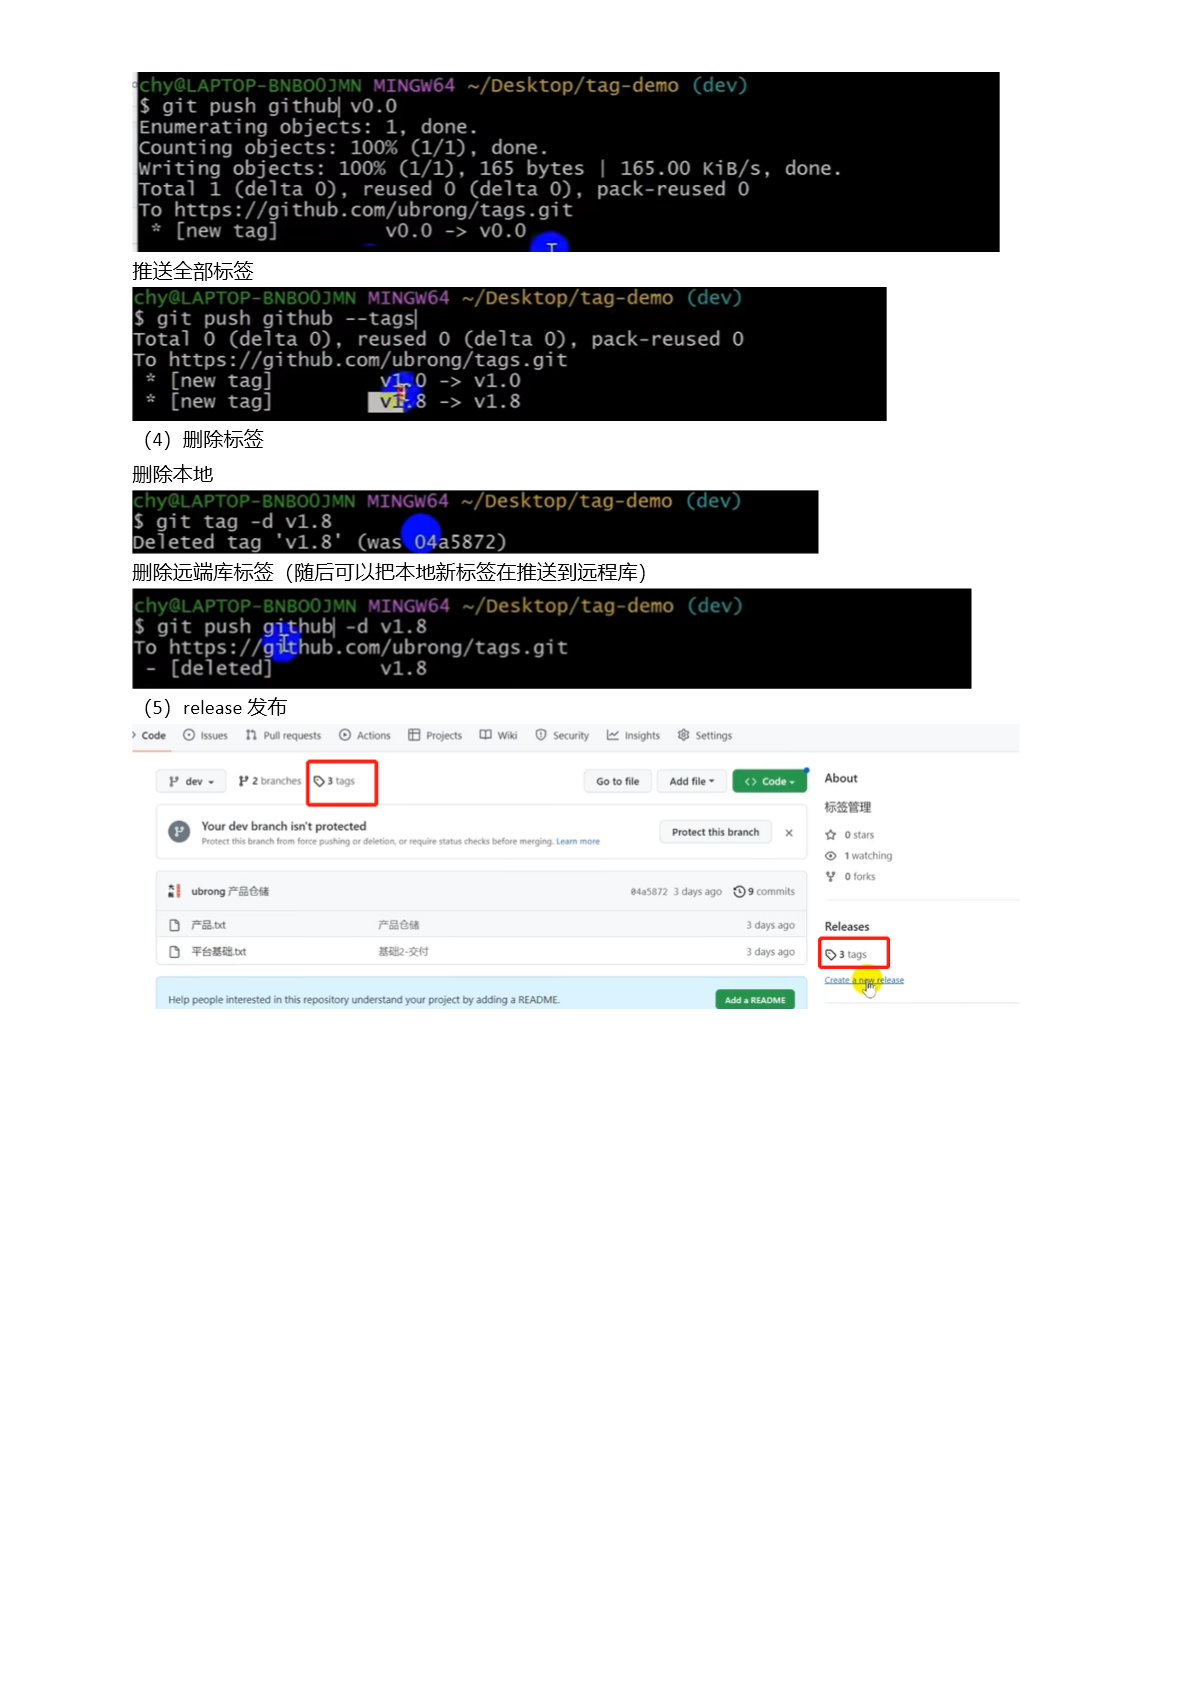 chy@LAPTOP-BNBO0JMN MINGW64 ~/Desktop/tag-demo (dev)
$ git push github v0.0
Enumerating objects: 1, done.
Counting objects: 100% (1/1), done.
Writing objects: 100% (1/1), 165 bytes | 165.00 KiB/s, done.
Total 1 (delta 0), reused 0 (delta 0), pack-reused 0
To https://github.com/ubrong/tags.git
* [new tag] v0.0 -> v0.0
推送全部标签
chy@LAPTOP-BNBO0JMN MINGW64 ~/Desktop/tag-demo (dev)
$ git push github --tags
Total 0 (delta 0), reused 0 (delta 0), pack-reused 0
To https://github.com/ubrong/tags.git
* [new tag] v1.0 -> v1.0
* [new tag] v1.8 -> v1.8
（4）删除标签
删除本地
chy@LAPTOP-BNBO0JMN MINGW64 ~/Desktop/tag-demo (dev)
$ git tag -d v1.8
Deleted tag 'v1.8' (was 04a5872)
删除远端库标签（随后可以把本地新标签在推送到远程库）
chy@LAPTOP-BNBO0JMN MINGW64 ~/Desktop/tag-demo (dev)
$ git push github -d v1.8
To https://github.com/ubrong/tags.git
- [deleted] v1.8
（5）release 发布
Code Issues Pull requests Actions Projects Wiki Security Insights Settings
dev 2 branches 3 tags Go to file Add file Code
Your dev branch isn't protected
Protect this branch from force pushing or deletion, or require status checks before merging. Learn more
Protect this branch
ubrong 产品仓储 04a5872 3 days ago 9 commits
产品.txt 产品仓储 3 days ago
平台基础.txt 基础2-交付 3 days ago
Help people interested in this repository understand your project by adding a README. Add a README
About
标签管理
0 stars
1 watching
0 forks
Releases
3 tags
Create a new release